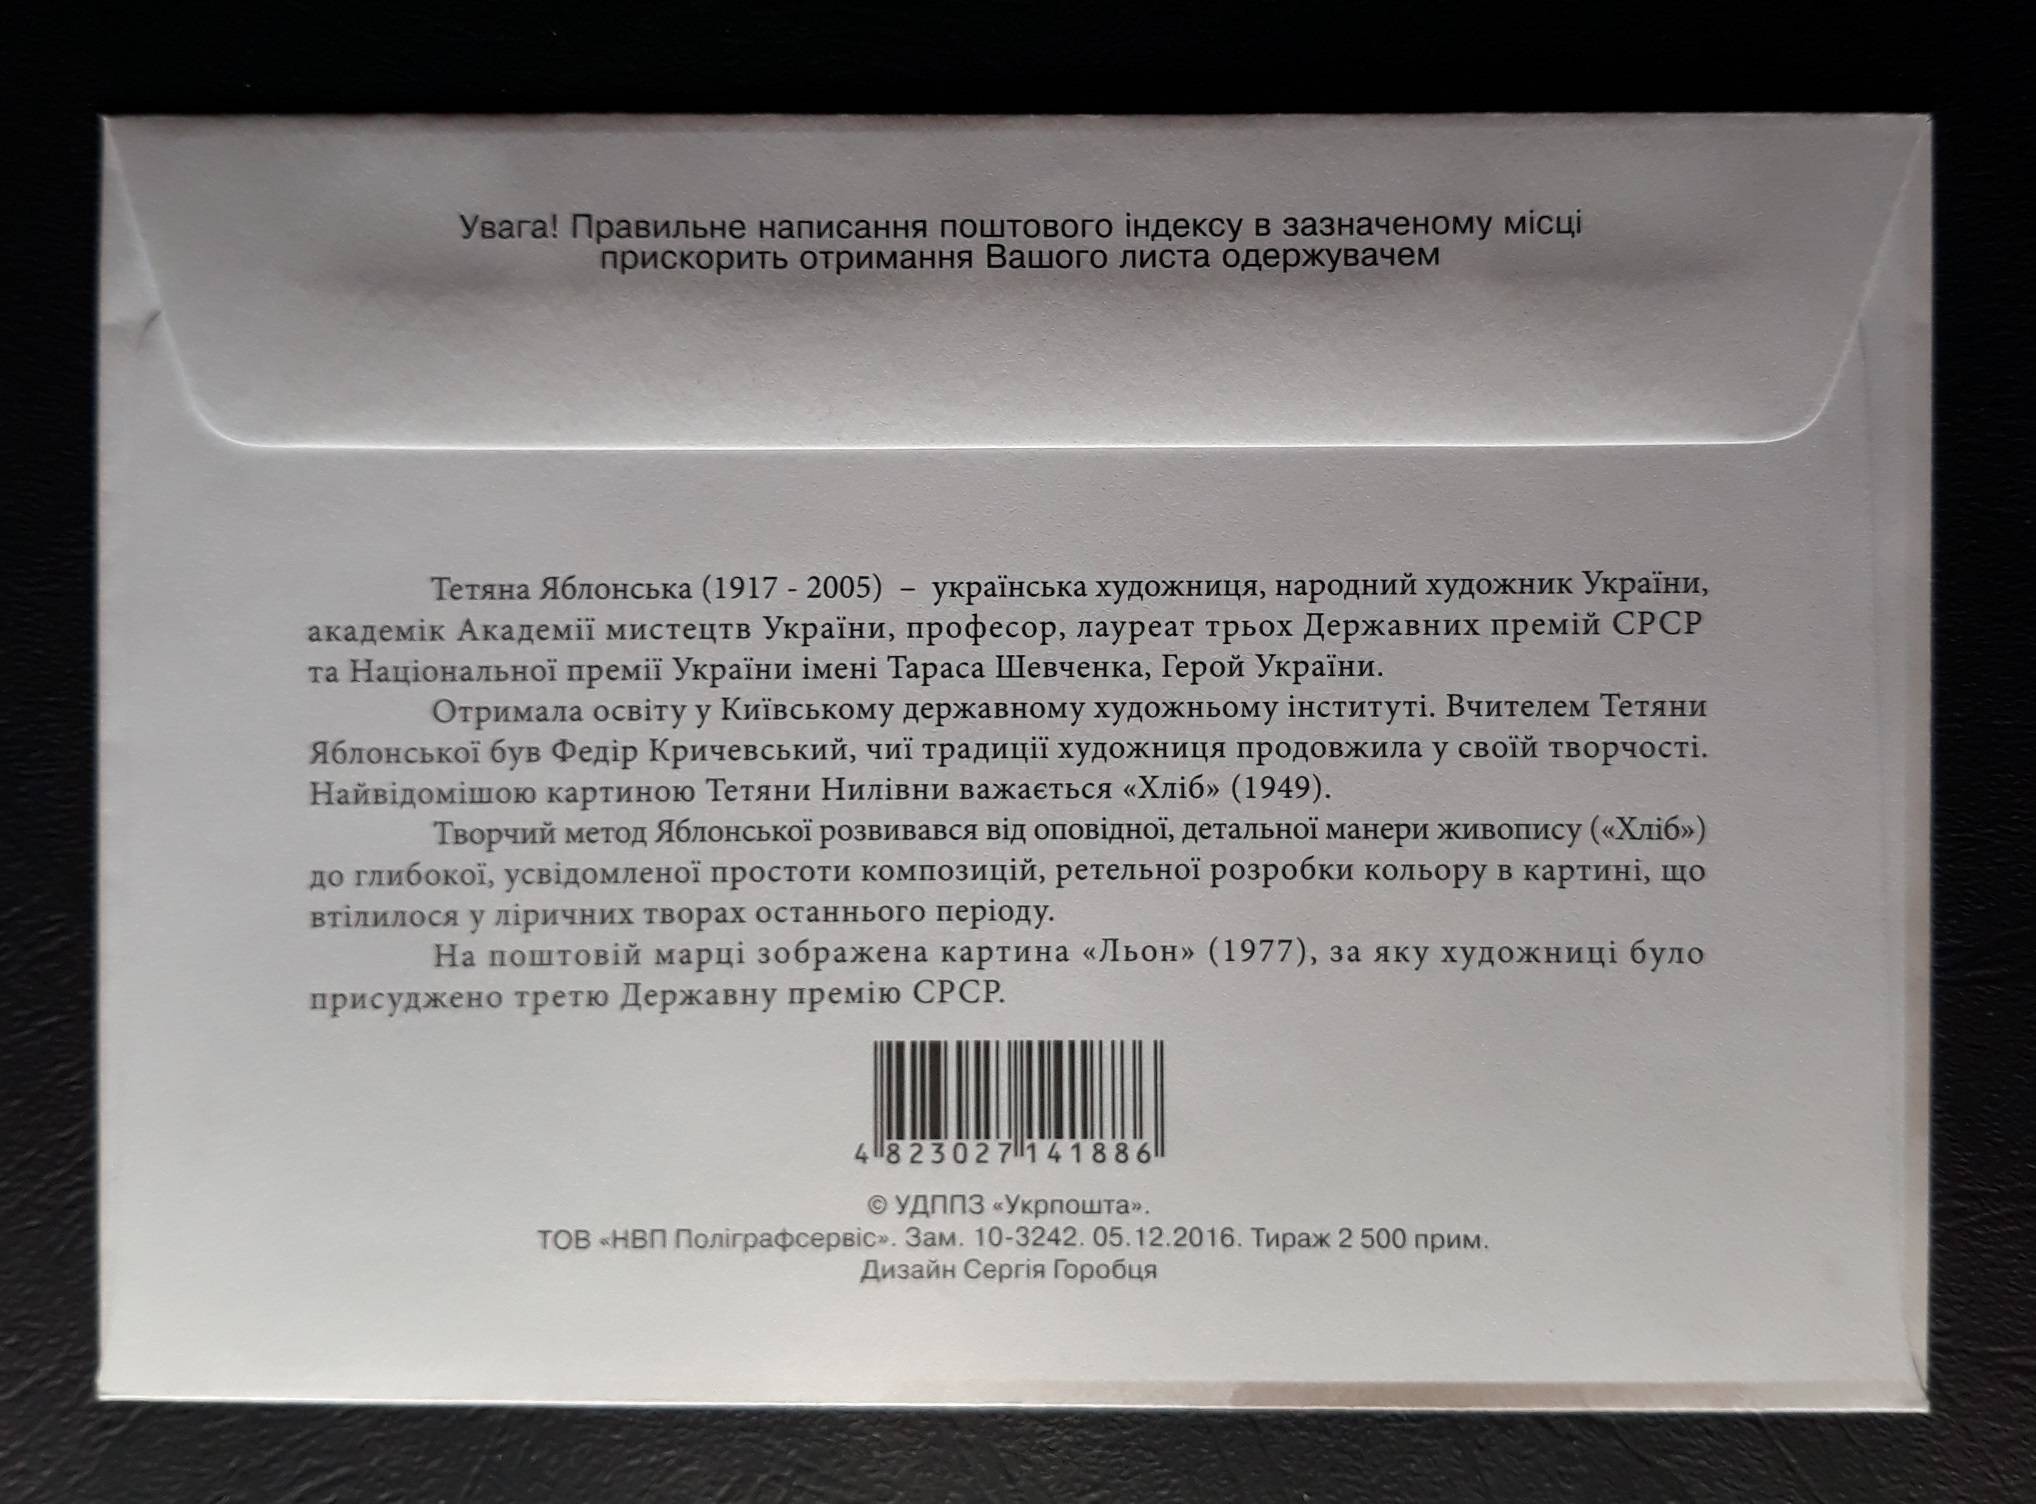 Увага! Правильне написання поштового індексу в зазначеному місці
прискорить отримання Вашого листа одержувачем
Тетяна Яблонська (1917 - 2005) – українська художниця, народний художник України,
академік Академії мистецтв України, професор, лауреат трьох Державних премій СРСР
та Національної премії України імені Тараса Шевченка, Герой України.
Отримала освіту у Київському державному художньому інституті. Вчителем Тетяни
Яблонської був Федір Кричевський, чиї традиції художниця продовжила у своїй творчості.
Найвідомішою картиною Тетяни Нилівни важається «Хліб» (1949).
Творчий метод Яблонської розвивався від оповідної, детальної манери живопису («Хліб»)
до глибокої, усвідомленої простоти композицій, ретельної розробки кольору в картині, що
втілилося у ліричних творах останнього періоду.
На поштовій марці зображена картина «Льон» (1977), за яку художниці було
присуджено третю Державну премію СРСР.
4 823027 141886
© УДППЗ «Укрпошта».
ТОВ «НВП Поліграфсервіс». Зам. 10-3242. 05.12.2016. Тираж 2 500 прим.
Дизайн Сергія Горобця